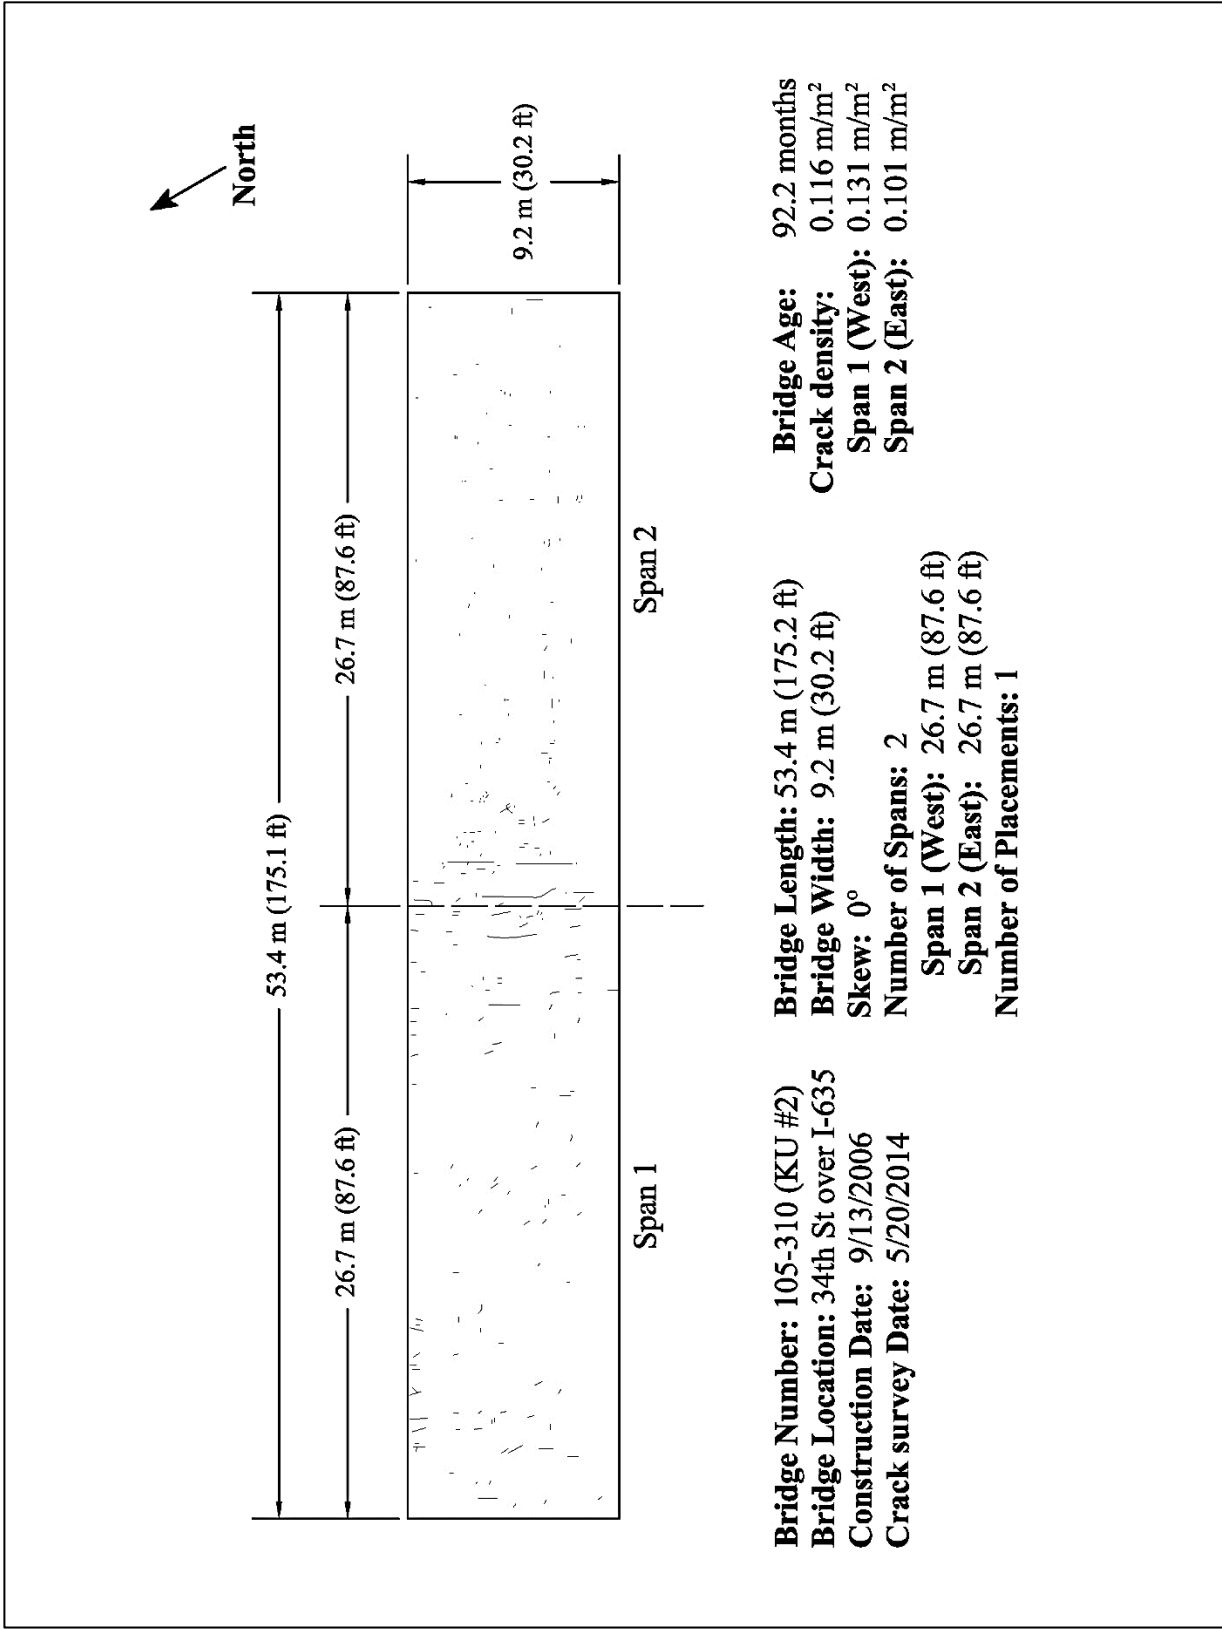 North
53.4 m (175.1 ft)
26.7 m (87.6 ft)
26.7 m (87.6 ft)
9.2 m (30.2 ft)
Span 1
Span 2
Bridge Number: 105-310 (KU #2)
Bridge Location: 34th St over I-635
Construction Date: 9/13/2006
Crack survey Date: 5/20/2014
Bridge Length: 53.4 m (175.2 ft)
Bridge Width: 9.2 m (30.2 ft)
Skew: 0°
Number of Spans: 2
Span 1 (West): 26.7 m (87.6 ft)
Span 2 (East): 26.7 m (87.6 ft)
Number of Placements: 1
Bridge Age: 92.2 months
Crack density: 0.116 m/m²
Span 1 (West): 0.131 m/m²
Span 2 (East): 0.101 m/m²